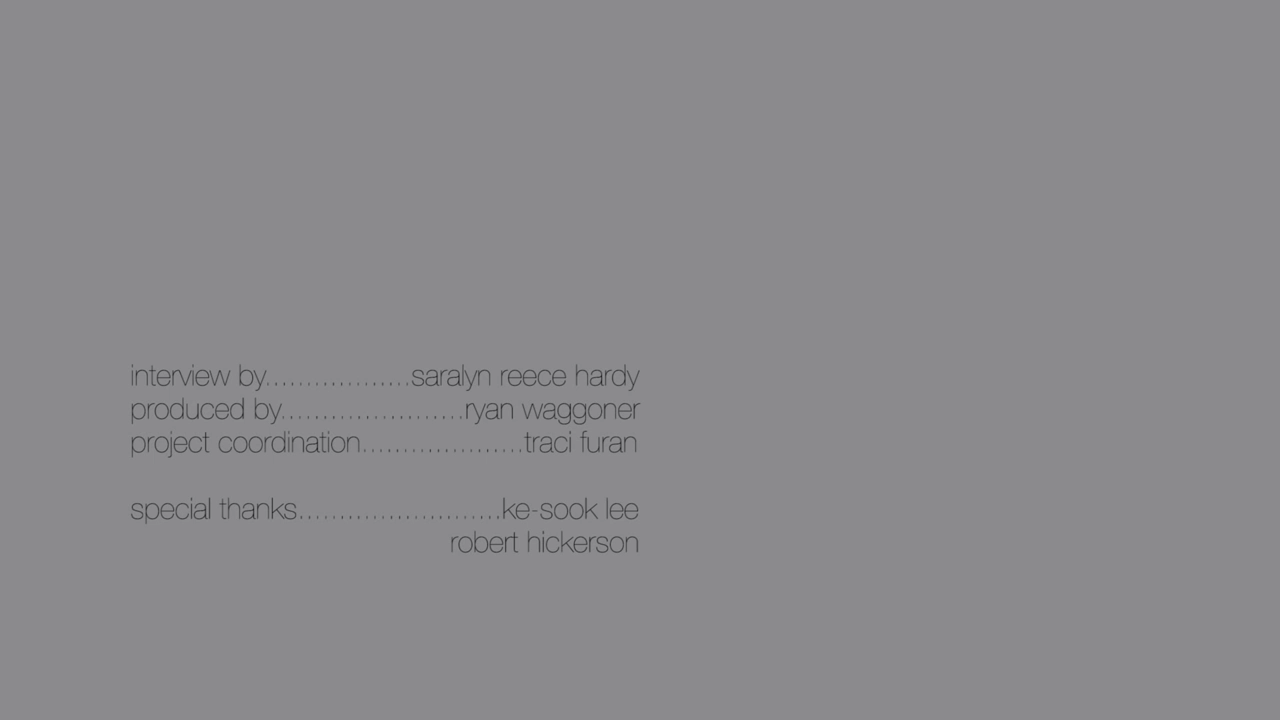 interview by..................saralyn reece hardy
produced by.......................ryan waggoner
project coordination....................traci furan
special thanks.........................ke-sook lee
robert hickerson